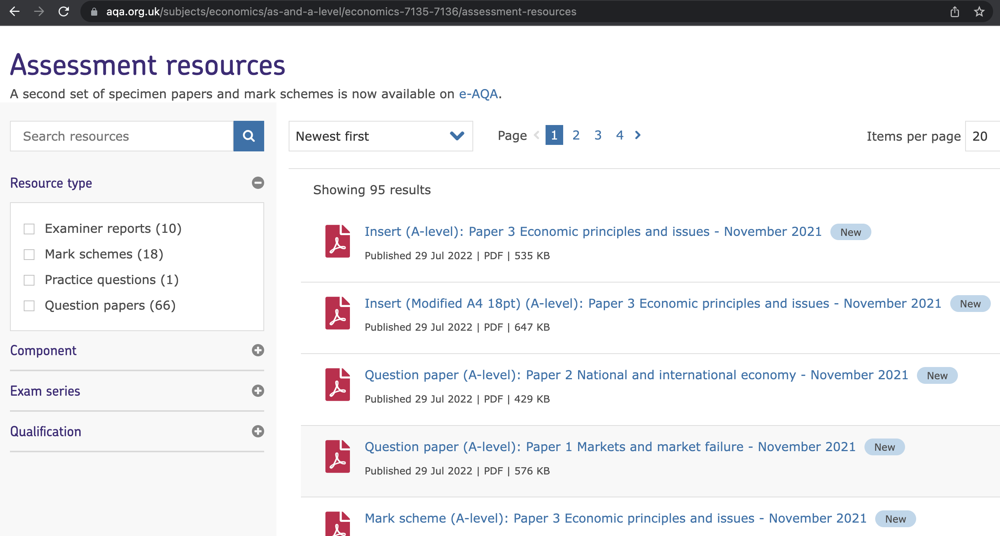 aqa.org.uk/subjects/economics/as-and-a-level/economics-7135-7136/assessment-resources
Assessment resources
A second set of specimen papers and mark schemes is now available on e-AQA.
Search resources
Newest first
Page 1 2 3 4
Items per page 20
Resource type
Examiner reports (10)
Mark schemes (18)
Practice questions (1)
Question papers (66)
Component
Exam series
Qualification
Showing 95 results
Insert (A-level): Paper 3 Economic principles and issues - November 2021 New
Published 29 Jul 2022 | PDF | 535 KB
Insert (Modified A4 18pt) (A-level): Paper 3 Economic principles and issues - November 2021 New
Published 29 Jul 2022 | PDF | 647 KB
Question paper (A-level): Paper 2 National and international economy - November 2021 New
Published 29 Jul 2022 | PDF | 429 KB
Question paper (A-level): Paper 1 Markets and market failure - November 2021 New
Published 29 Jul 2022 | PDF | 576 KB
Mark scheme (A-level): Paper 3 Economic principles and issues - November 2021 New